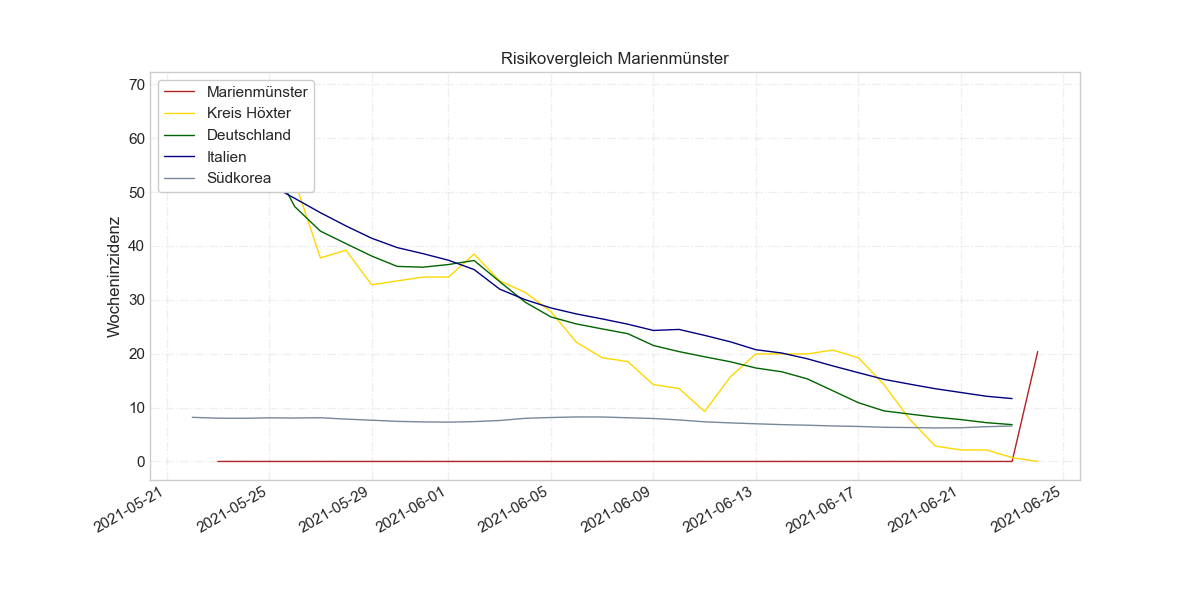 Risikovergleich Marienmünster
Marienmünster
Kreis Höxter
Deutschland
Italien
Südkorea
Wocheninzidenz
70
60
50
40
30
20
10
0
2021-05-21
2021-05-25
2021-05-29
2021-06-01
2021-06-05
2021-06-09
2021-06-13
2021-06-17
2021-06-21
2021-06-25